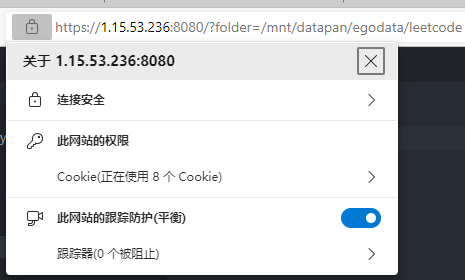 https://1.15.53.236:8080/?folder=/mnt/datapan/egodata/leetcode
关于 1.15.53.236:8080
连接安全
此网站的权限
Cookie(正在使用 8 个 Cookie)
此网站的跟踪防护(平衡)
跟踪器(0 个被阻止)